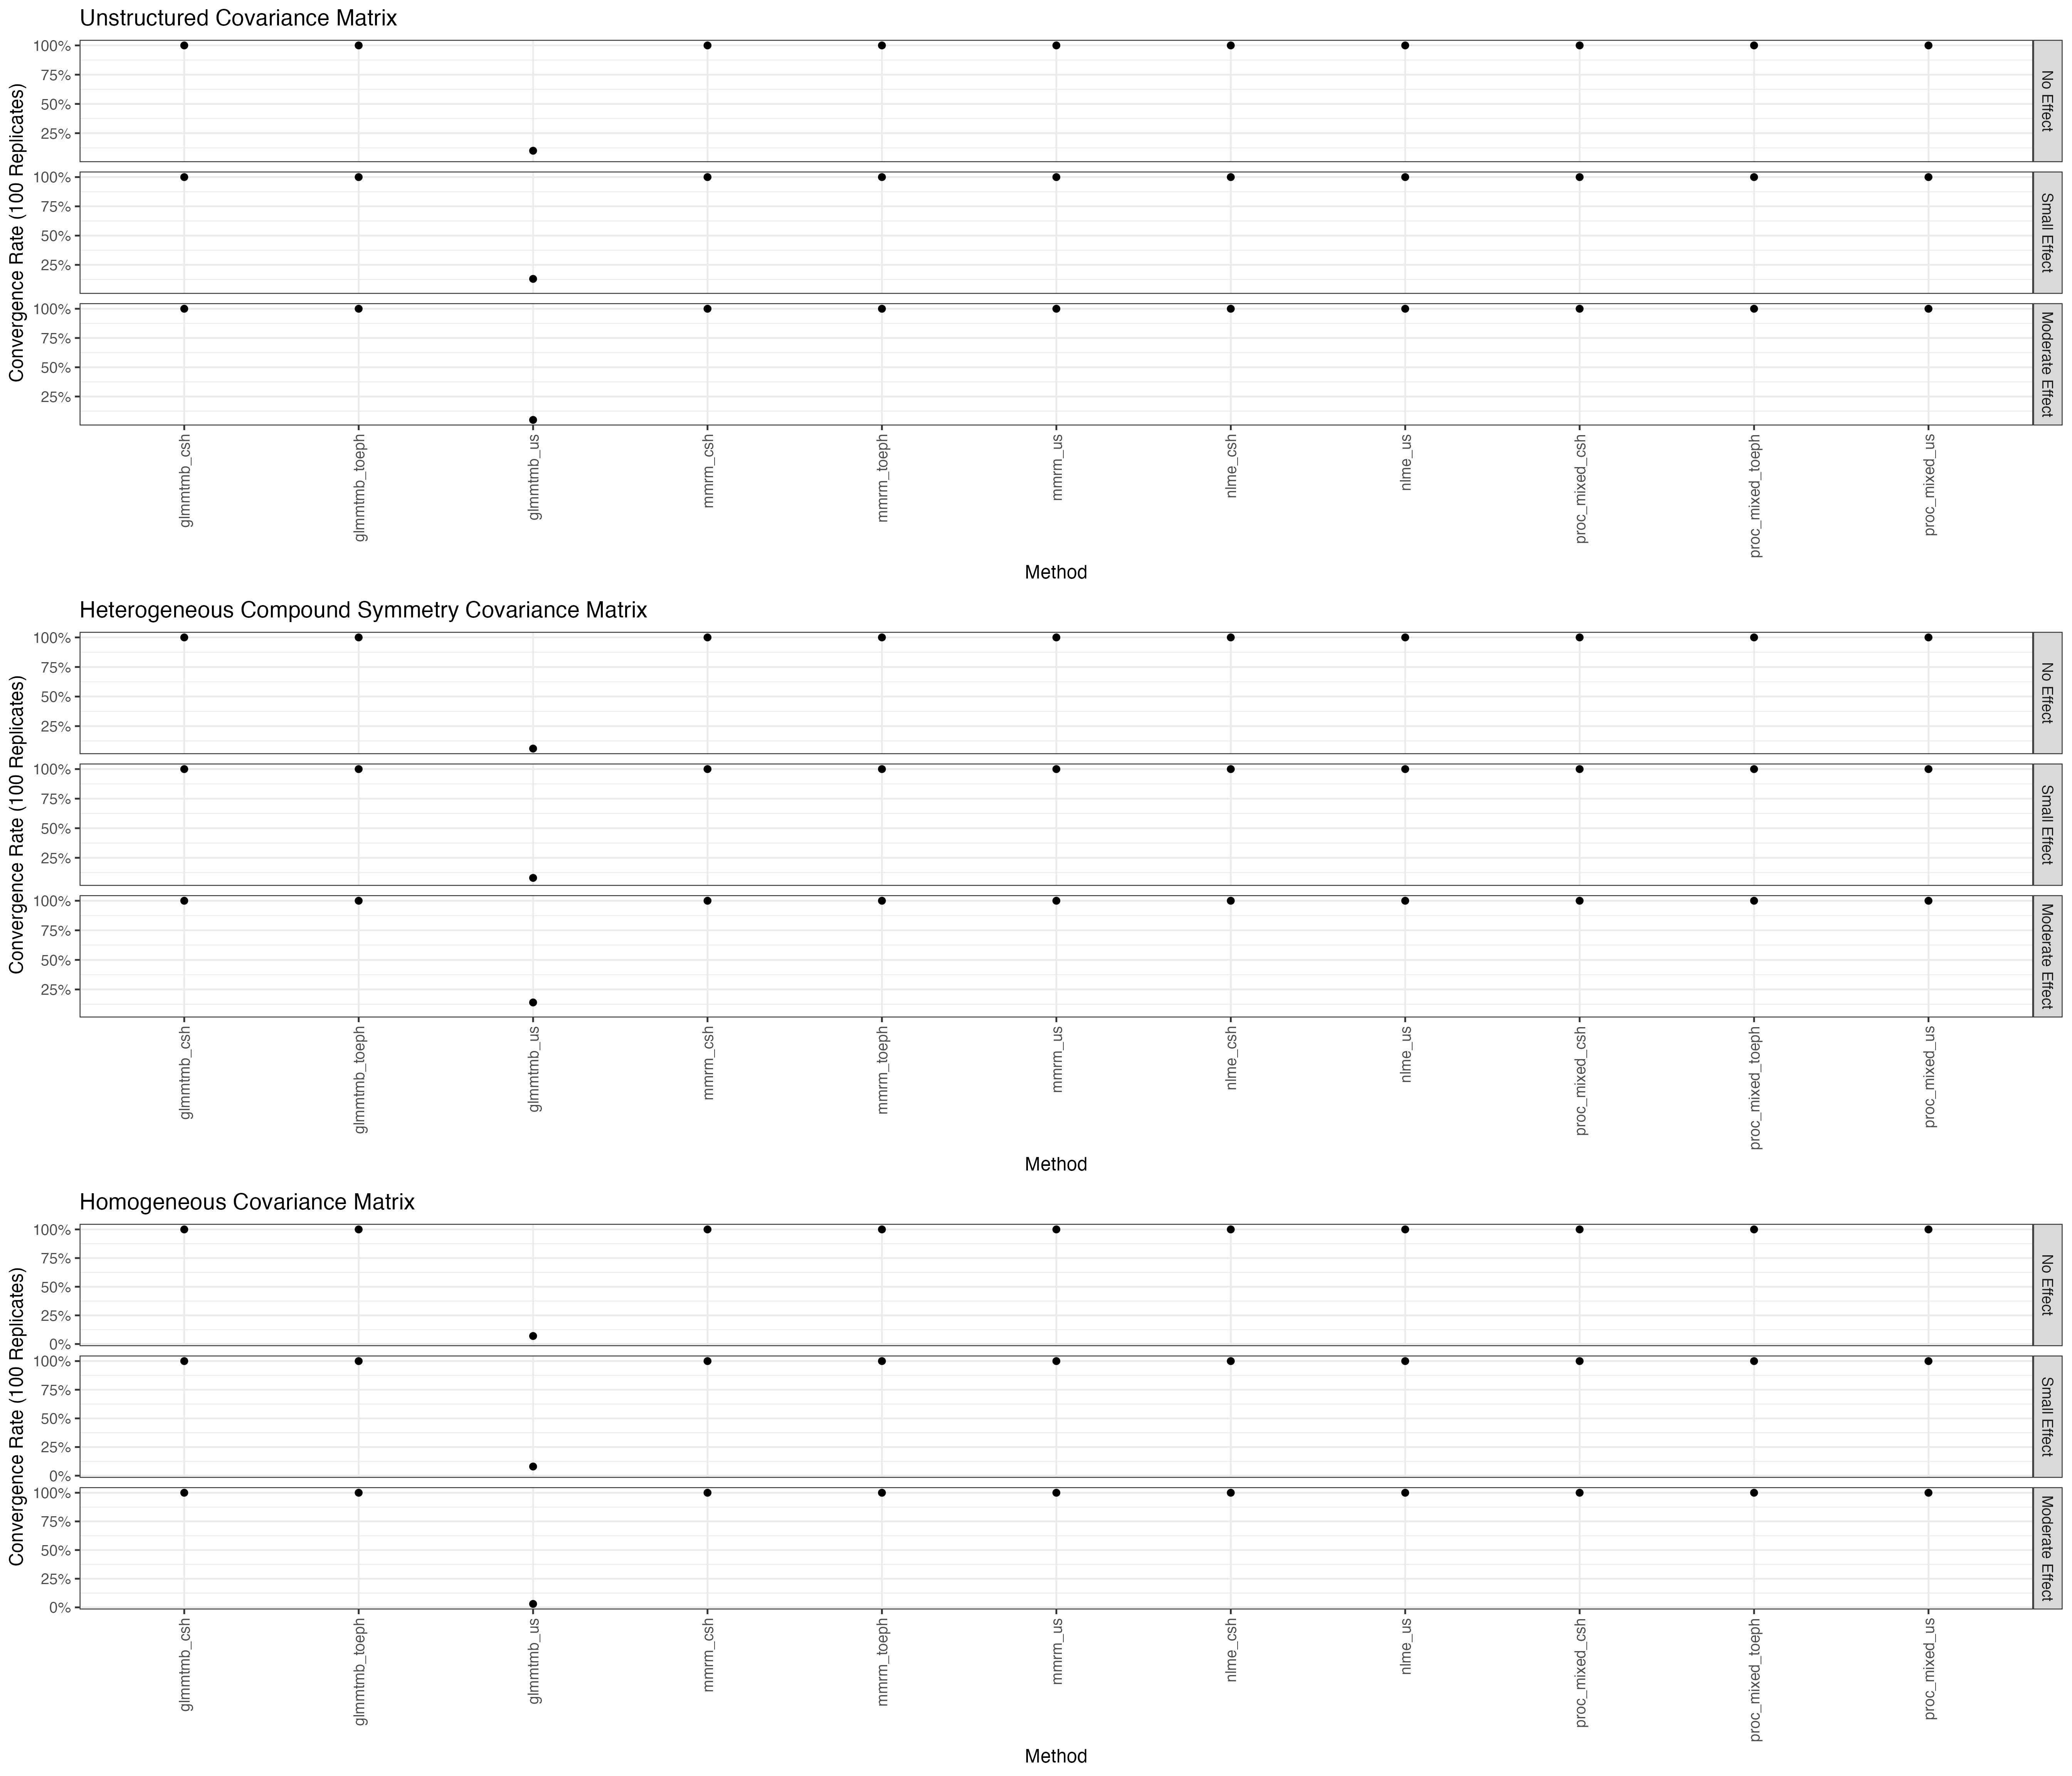 Unstructured Covariance Matrix
Convergence Rate (100 Replicates)
100%
75%
50%
25%
No Effect
100%
75%
50%
25%
Small Effect
100%
75%
50%
25%
Moderate Effect
glmmtmb_csh
glmmtmb_toeph
glmmtmb_us
mmrm_csh
mmrm_toeph
mmrm_us
nlme_csh
nlme_us
proc_mixed_csh
proc_mixed_toeph
proc_mixed_us
Method
Heterogeneous Compound Symmetry Covariance Matrix
Convergence Rate (100 Replicates)
100%
75%
50%
25%
No Effect
100%
75%
50%
25%
Small Effect
100%
75%
50%
25%
Moderate Effect
glmmtmb_csh
glmmtmb_toeph
glmmtmb_us
mmrm_csh
mmrm_toeph
mmrm_us
nlme_csh
nlme_us
proc_mixed_csh
proc_mixed_toeph
proc_mixed_us
Method
Homogeneous Covariance Matrix
Convergence Rate (100 Replicates)
100%
75%
50%
25%
0%
No Effect
100%
75%
50%
25%
0%
Small Effect
100%
75%
50%
25%
0%
Moderate Effect
glmmtmb_csh
glmmtmb_toeph
glmmtmb_us
mmrm_csh
mmrm_toeph
mmrm_us
nlme_csh
nlme_us
proc_mixed_csh
proc_mixed_toeph
proc_mixed_us
Method